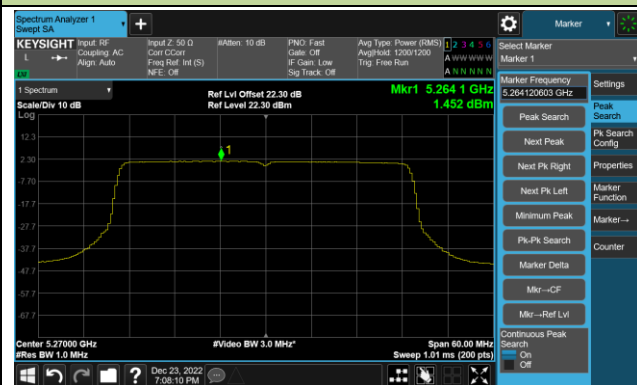 Spectrum Analyzer 1
Swept SA
+
Marker
KEYSIGHT
L
Input: RF
Coupling: AC
Align: Auto
Input Z: 50 Ω
Corr CCorr
Freq Ref: Int (S)
NFE: Off
#Atten: 10 dB
PNO: Fast
Gate: Off
IF Gain: Low
Sig Track: Off
Avg Type: Power (RMS)
Avg|Hold: 1200/1200
Trig: Free Run
1 2 3 4 5 6
A W W W W W
A N N N N N
Select Marker
Marker 1
1 Spectrum
Scale/Div 10 dB
Log
Ref Lvl Offset 22.30 dB
Ref Level 22.30 dBm
Mkr1 5.264 1 GHz
1.452 dBm
12.3
2.30
-7.70
-17.7
-27.7
-37.7
-47.7
-57.7
-67.7
1
Center 5.27000 GHz
#Res BW 1.0 MHz
#Video BW 3.0 MHz*
Span 60.00 MHz
Sweep 1.01 ms (200 pts)
Marker Frequency
5.264120603 GHz
Peak Search
Next Peak
Next Pk Right
Next Pk Left
Minimum Peak
Pk-Pk Search
Marker Delta
Mkr→CF
Mkr→Ref Lvl
Continuous Peak
Search
On
Off
Settings
Peak
Search
Pk Search
Config
Properties
Marker
Function
Marker→
Counter
?
Dec 23, 2022
7:08:10 PM